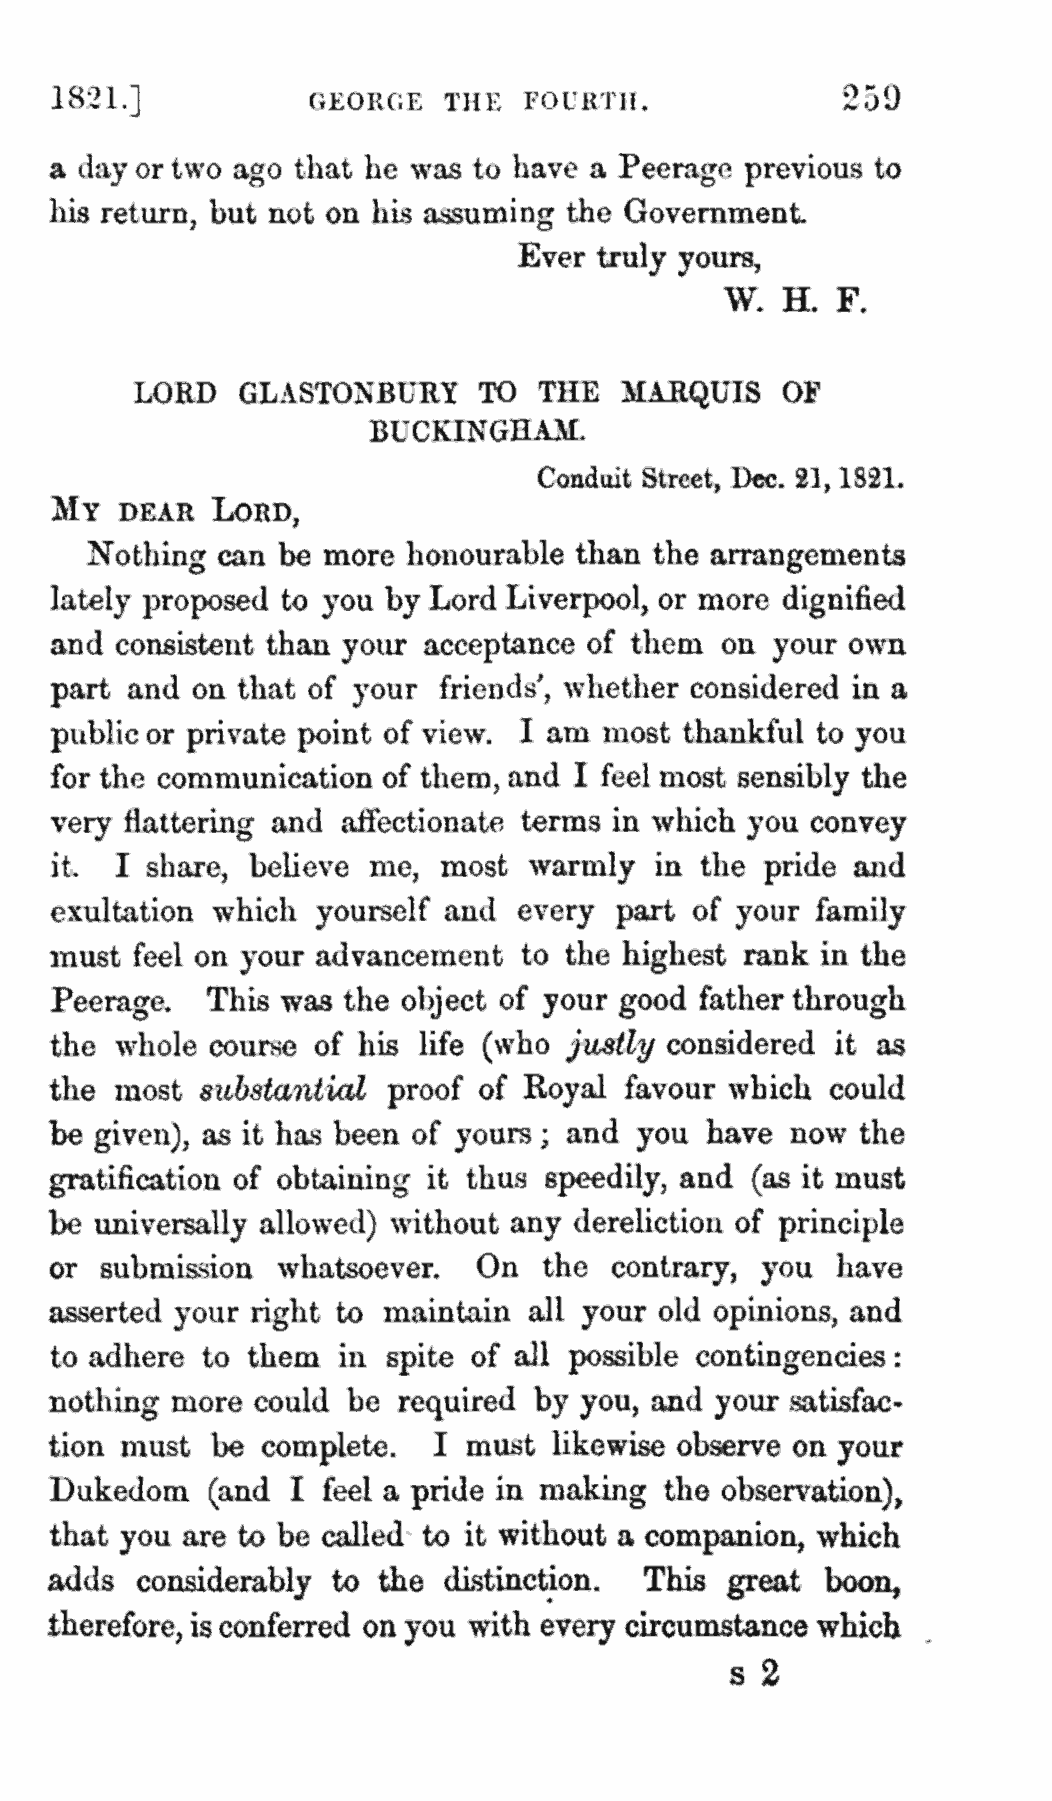 1821.] GEORGE THE FOURTH. 259
a day or two ago that he was to have a Peerage previous to
his return, but not on his assuming the Government.
Ever truly yours,
W. H. F.
LORD GLASTONBURY TO THE MARQUIS OF
BUCKINGHAM.
Conduit Street, Dec. 21, 1821.
MY DEAR LORD,
Nothing can be more honourable than the arrangements
lately proposed to you by Lord Liverpool, or more dignified
and consistent than your acceptance of them on your own
part and on that of your friends', whether considered in a
public or private point of view. I am most thankful to you
for the communication of them, and I feel most sensibly the
very flattering and affectionate terms in which you convey
it. I share, believe me, most warmly in the pride and
exultation which yourself and every part of your family
must feel on your advancement to the highest rank in the
Peerage. This was the object of your good father through
the whole course of his life (who justly considered it as
the most substantial proof of Royal favour which could
be given), as it has been of yours; and you have now the
gratification of obtaining it thus speedily, and (as it must
be universally allowed) without any dereliction of principle
or submission whatsoever. On the contrary, you have
asserted your right to maintain all your old opinions, and
to adhere to them in spite of all possible contingencies:
nothing more could be required by you, and your satisfac-
tion must be complete. I must likewise observe on your
Dukedom (and I feel a pride in making the observation),
that you are to be called to it without a companion, which
adds considerably to the distinction. This great boon,
therefore, is conferred on you with every circumstance which
S 2